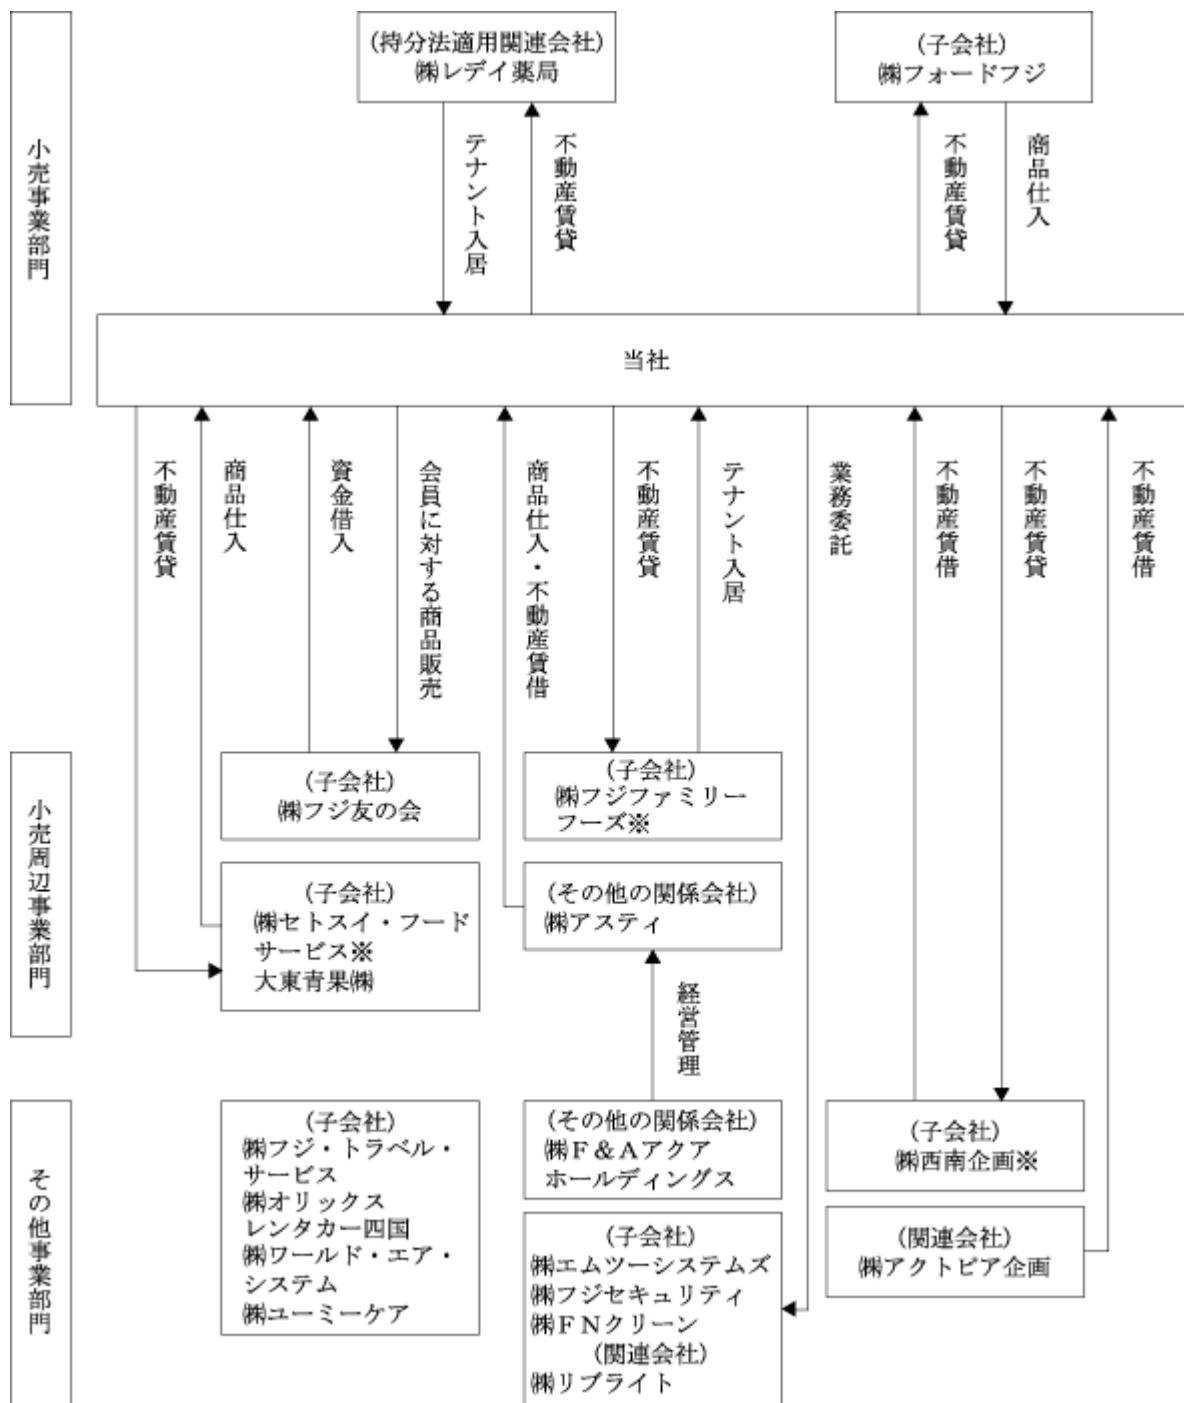 小売事業部門
(持分法適用関連会社)
㈱レデイ薬局
(子会社)
㈱フォードフジ
テナント入居
不動産賃貸
不動産賃貸
商品仕入
当社
不動産賃貸
商品仕入
資金借入
会員に対する商品販売
商品仕入・不動産賃借
不動産賃貸
テナント入居
業務委託
不動産賃借
不動産賃貸
不動産賃借
小売周辺事業部門
(子会社)
㈱フジ友の会
(子会社)
㈱フジファミリー
フーズ※
(子会社)
㈱セトスイ・フード
サービス※
大東青果㈱
(その他の関係会社)
㈱アスティ
経営管理
その他事業部門
(子会社)
㈱フジ・トラベル・
サービス
㈱オリックス
レンタカー四国
㈱ワールド・エア・
システム
㈱ユーミーケア
(その他の関係会社)
㈱F&Aアクア
ホールディングス
(子会社)
㈱エムツーシステムズ
㈱フジセキュリティ
㈱FNクリーン
(関連会社)
㈱リブライト
(子会社)
㈱西南企画※
(関連会社)
㈱アクトピア企画